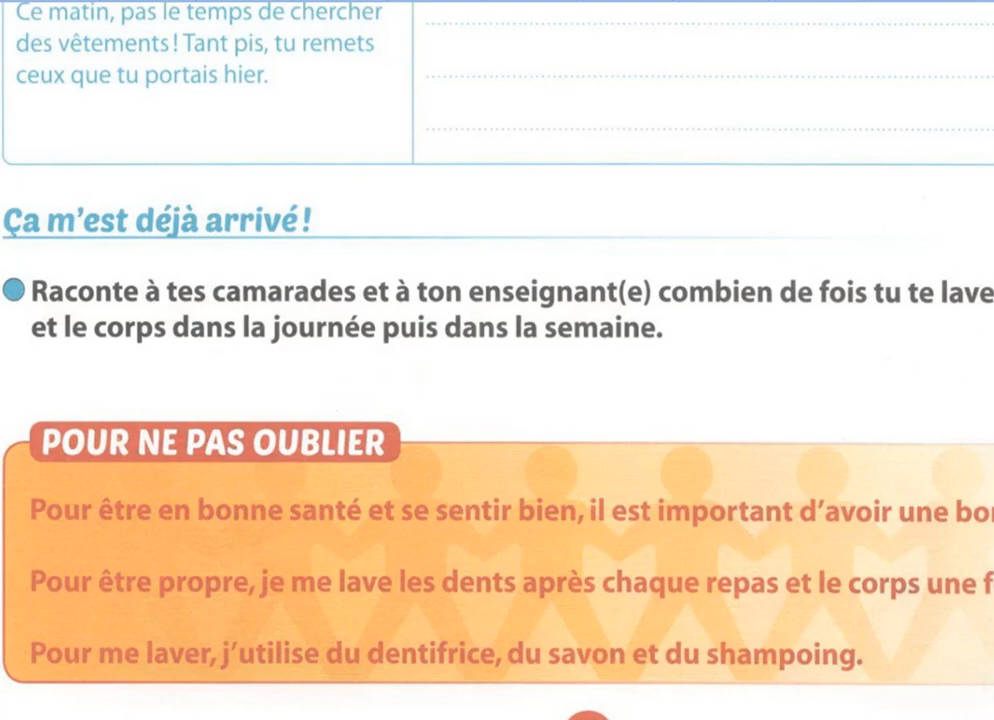 Ce matin, pas le temps de chercher
des vêtements! Tant pis, tu remets
ceux que tu portais hier.
Ça m'est déjà arrivé!
Raconte à tes camarades et à ton enseignant(e) combien de fois tu te lave
et le corps dans la journée puis dans la semaine.
POUR NE PAS OUBLIER
Pour être en bonne santé et se sentir bien, il est important d'avoir une
Pour être propre, je me lave les dents après chaque repas et le corps une
Pour me laver, j'utilise du dentifrice, du savon et du shampoing.